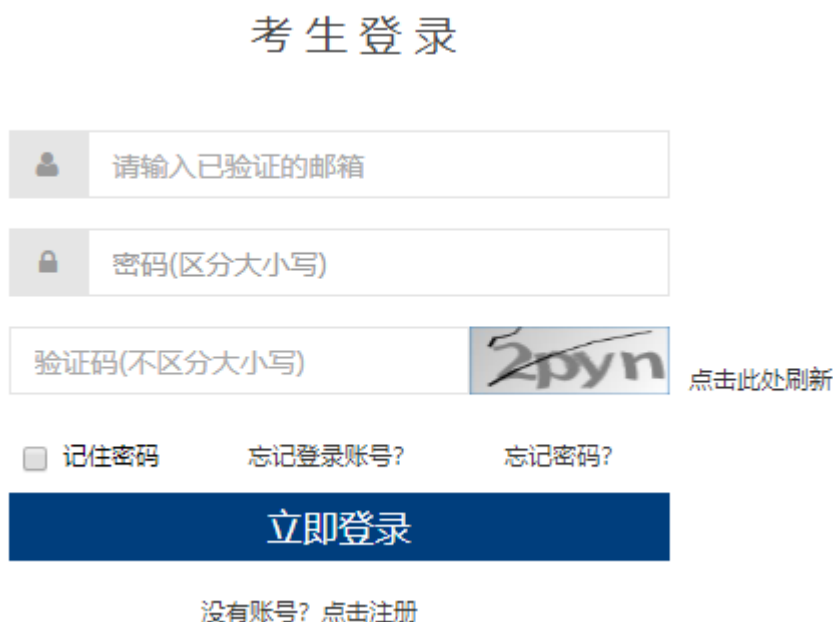 考生登录
请输入已验证的邮箱
密码(区分大小写)
验证码(不区分大小写) 2pyn 点击此处刷新
记住密码 忘记登录账号? 忘记密码?
立即登录
没有账号? 点击注册